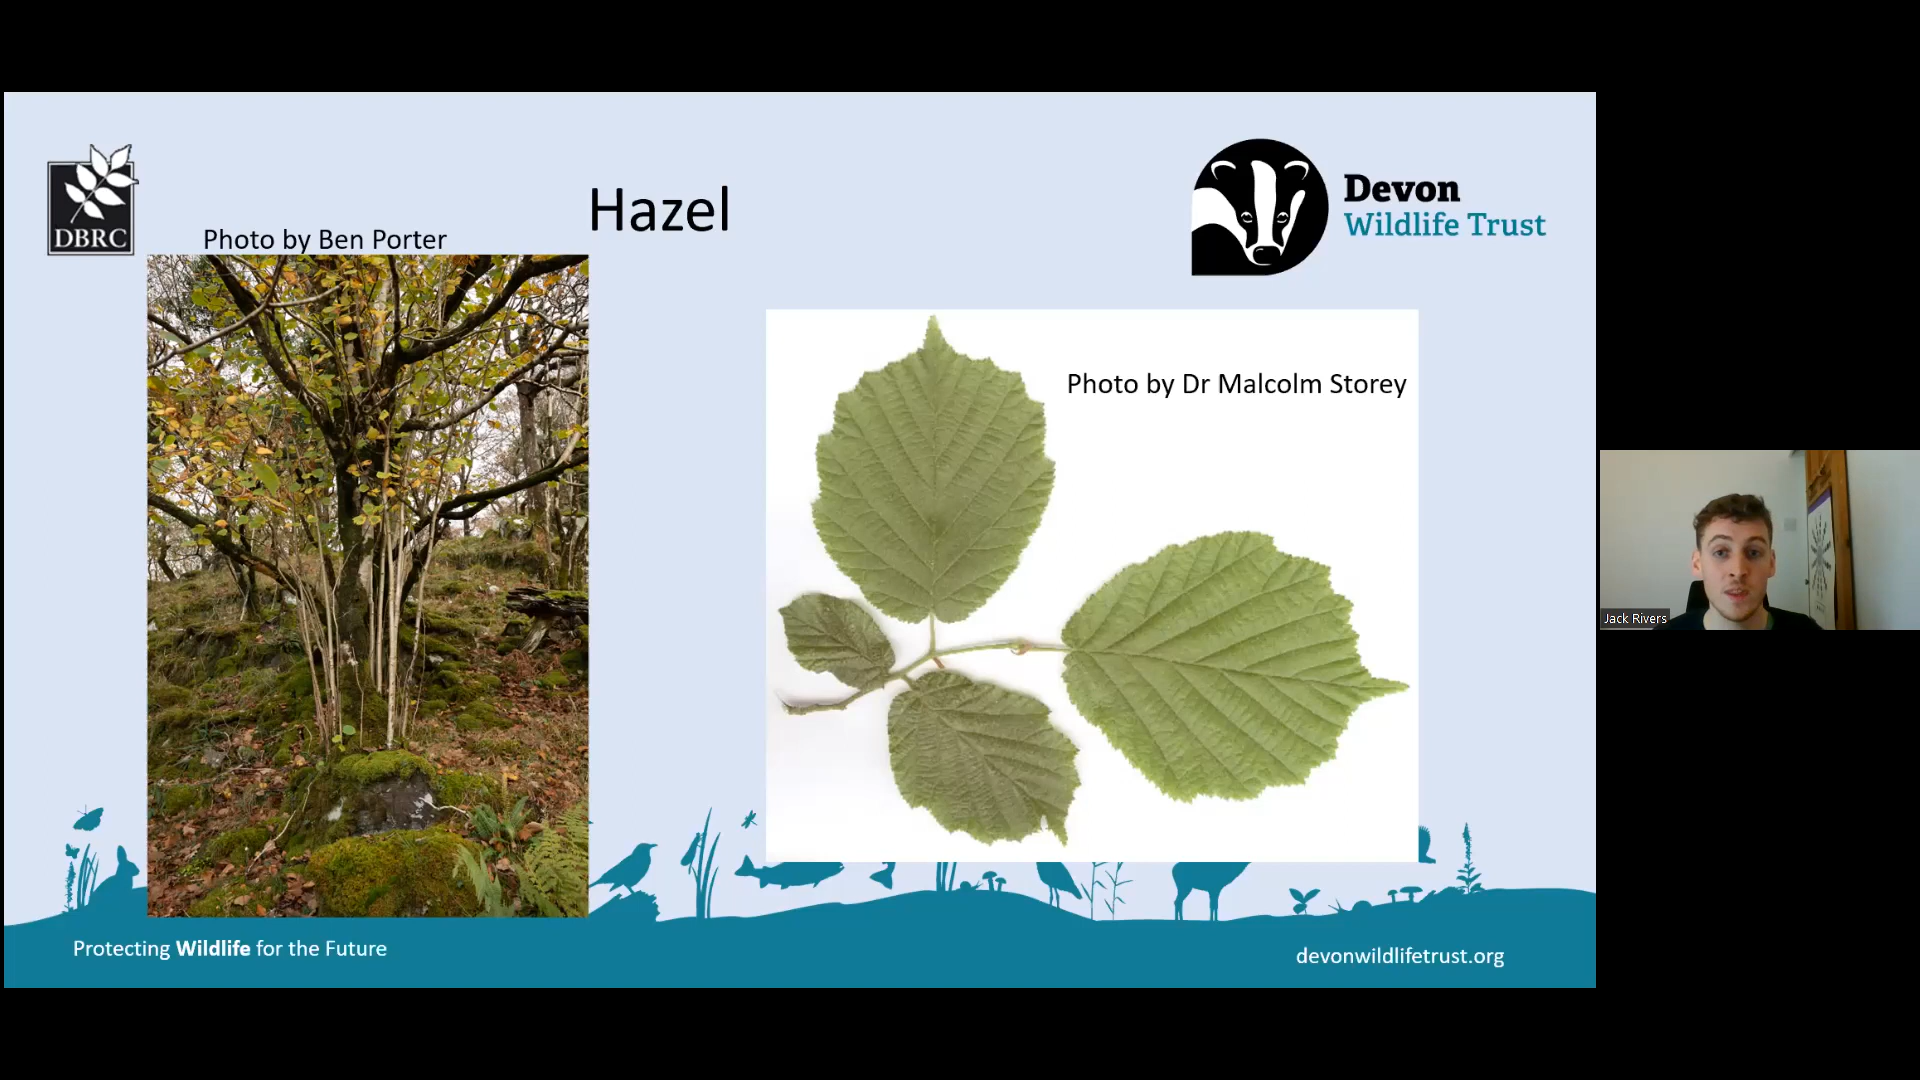 DBRC
Photo by Ben Porter
Hazel
Devon
Wildlife Trust
Photo by Dr Malcolm Storey
Jack Rivers
Protecting Wildlife for the Future
devonwildlifetrust.org